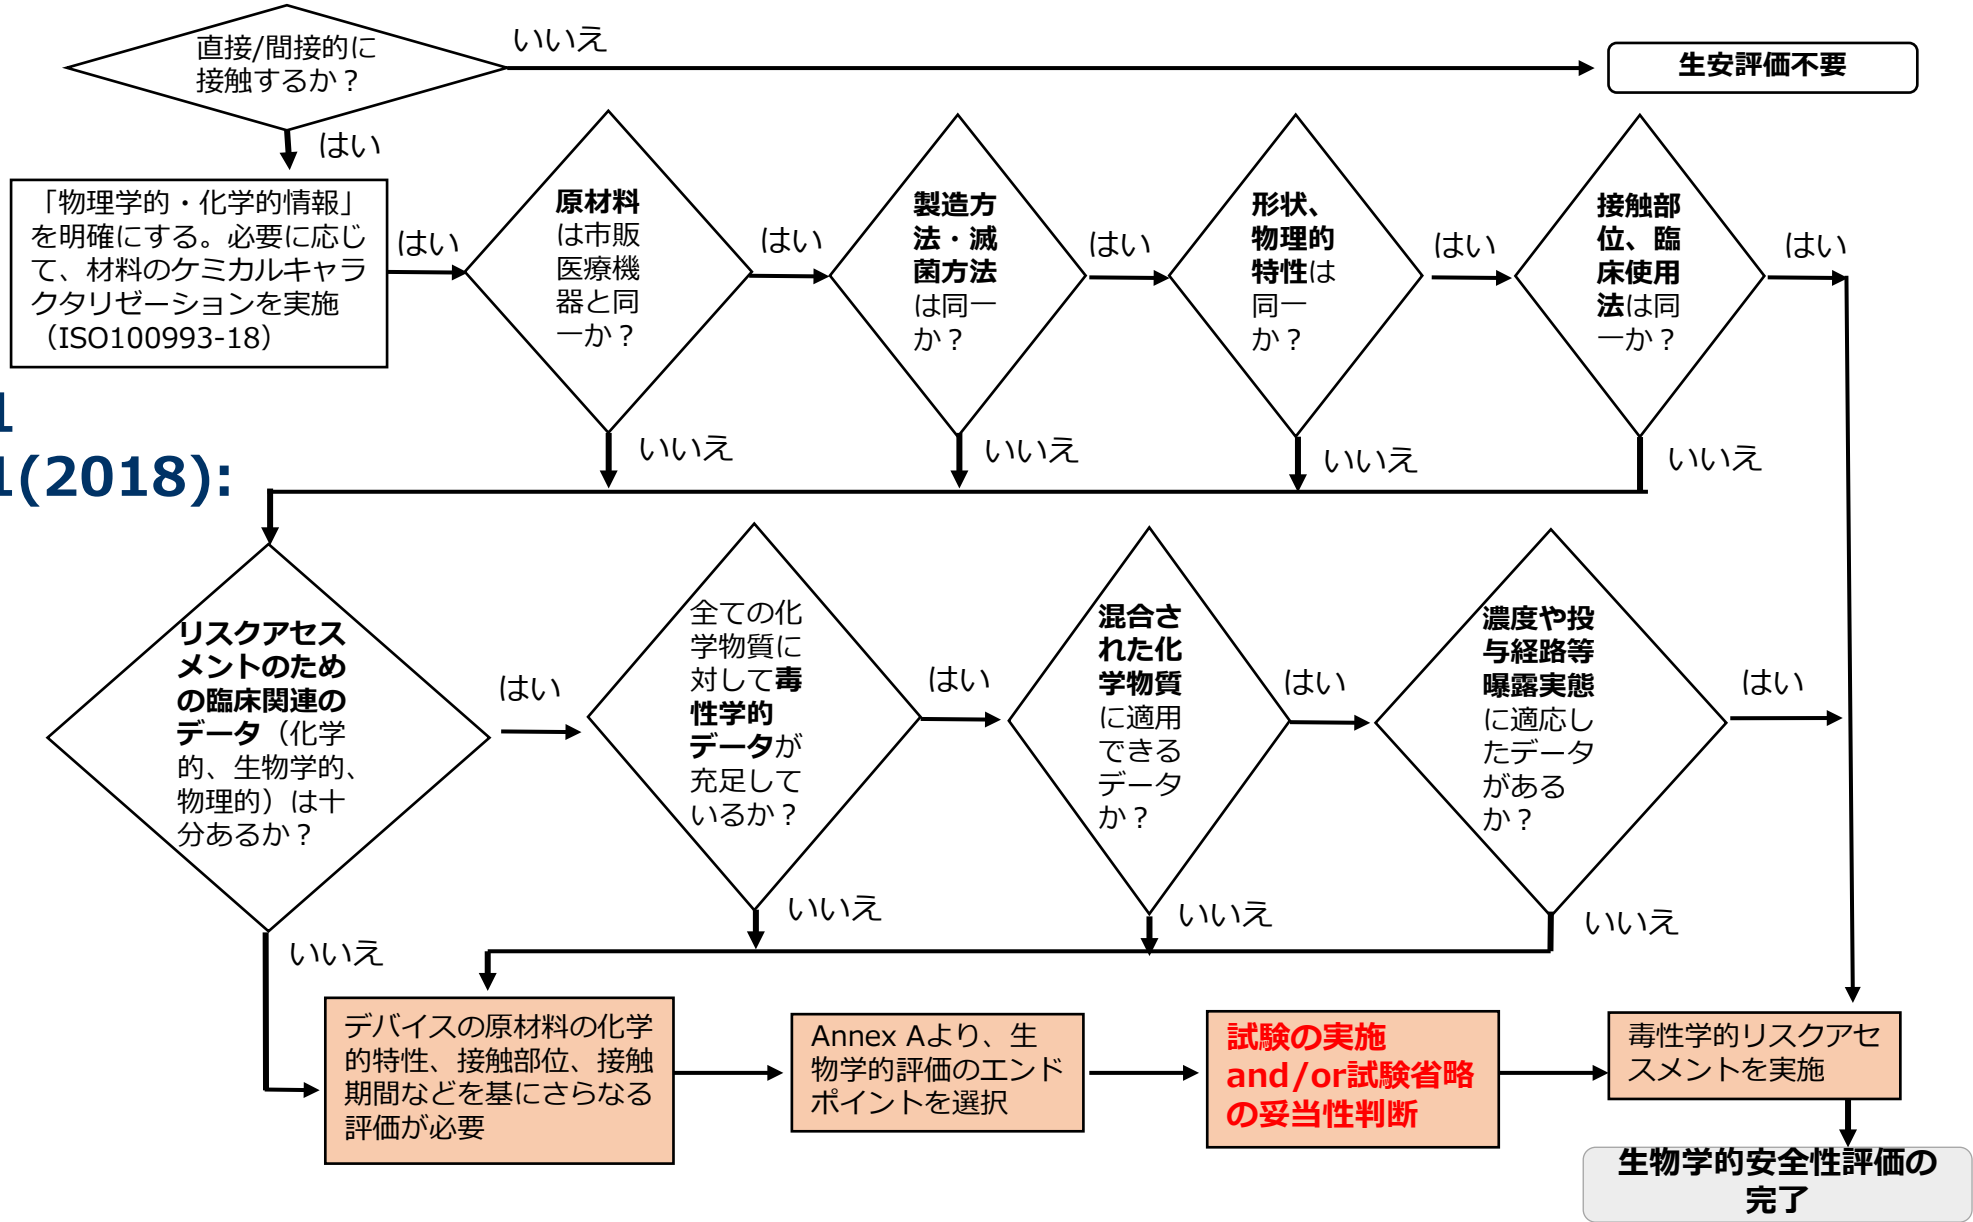 直接/間接的に
接触するか？
いいえ
生安評価不要
はい
「物理学的・化学的情報」
を明確にする。必要に応じ
て、材料のケミカルキャラ
クタリゼーションを実施
（ISO100993-18）
はい
原材料
は市販
医療機
器と同
一か？
はい
製造方
法・滅
菌方法
は同一
か？
はい
形状、
物理的
特性は
同一
か？
はい
接触部
位、臨
床使用
法は同
一か？
はい
いいえ
いいえ
いいえ
いいえ
1
1(2018):
リスクアセス
メントのため
の臨床関連の
データ（化学
的、生物学的、
物理的）は十
分あるか？
はい
全ての化
学物質に
対して毒
性学的
データが
充足して
いるか？
はい
混合さ
れた化
学物質
に適用
できる
データ
か？
はい
濃度や投
与経路等
曝露実態
に適応し
たデータ
がある
か？
はい
いいえ
いいえ
いいえ
いいえ
デバイスの原材料の化学
的特性、接触部位、接触
期間などを基にさらなる
評価が必要
Annex Aより、生
物学的評価のエンド
ポイントを選択
試験の実施
and/or試験省略
の妥当性判断
毒性学的リスクアセ
スメントを実施
生物学的安全性評価の
完了